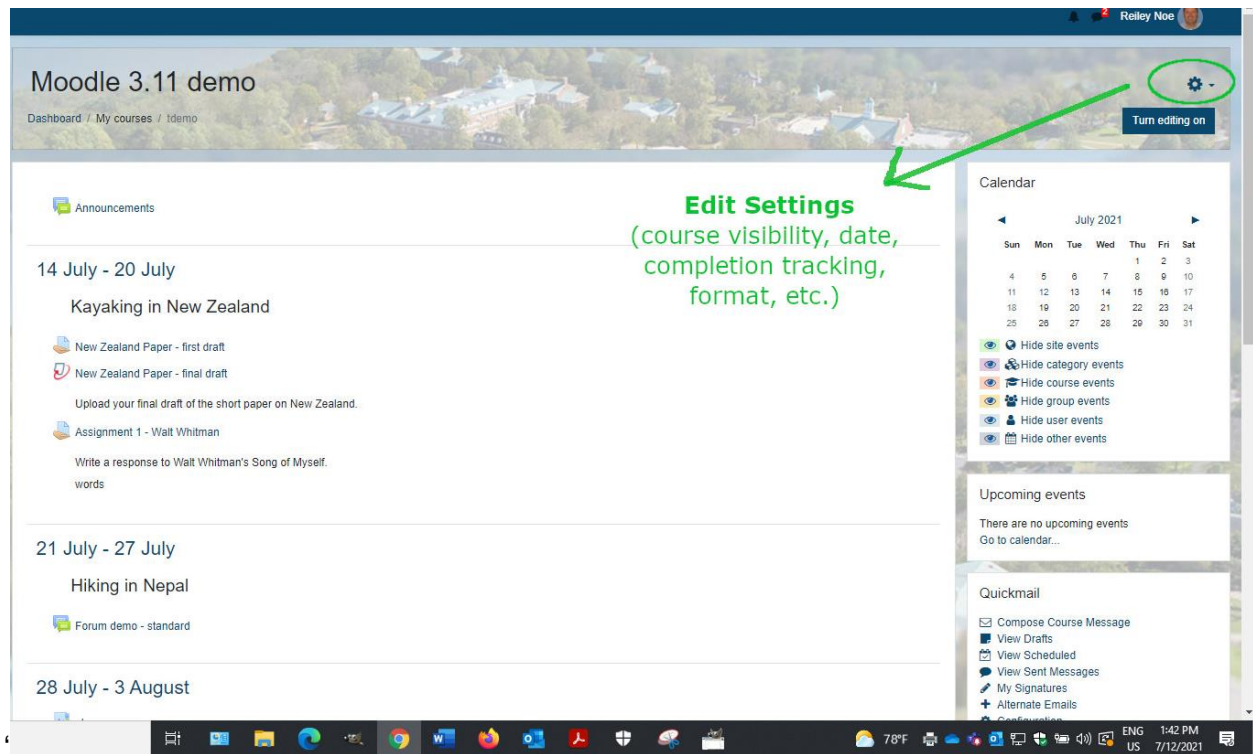 2
Reiley Noe
Moodle 3.11 demo
Dashboard / My courses / tdemo
Turn editing on
Announcements
Edit Settings
(course visibility, date,
completion tracking,
format, etc.)
14 July - 20 July
Kayaking in New Zealand
New Zealand Paper - first draft
New Zealand Paper - final draft
Upload your final draft of the short paper on New Zealand.
Assignment 1 - Walt Whitman
Write a response to Walt Whitman's Song of Myself.
words
21 July - 27 July
Hiking in Nepal
Forum demo - standard
28 July - 3 August
Calendar
◄ July 2021 ►
Sun Mon Tue Wed Thu Fri Sat
1 2 3
4 5 6 7 8 9 10
11 12 13 14 15 16 17
18 19 20 21 22 23 24
25 26 27 28 29 30 31
Hide site events
Hide category events
Hide course events
Hide group events
Hide user events
Hide other events
Upcoming events
There are no upcoming events
Go to calendar...
Quickmail
Compose Course Message
View Drafts
View Scheduled
View Sent Messages
My Signatures
Alternate Emails
Configuration
78°F
ENG
US
1:42 PM
7/12/2021